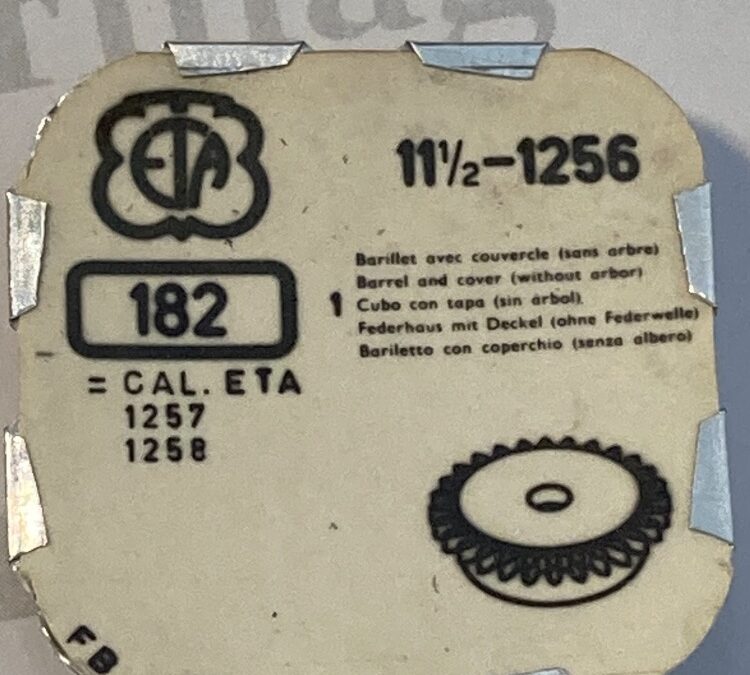 ETA
11½-1256
182
1
Barillet avec couvercle (sans arbre)
Barrel and cover (without arbor)
Cubo con tapa (sin árbol)
Federhaus mit Deckel (ohne Federwelle)
Bariletto con coperchio (senza albero)
= CAL. ETA
1257
1258
FB